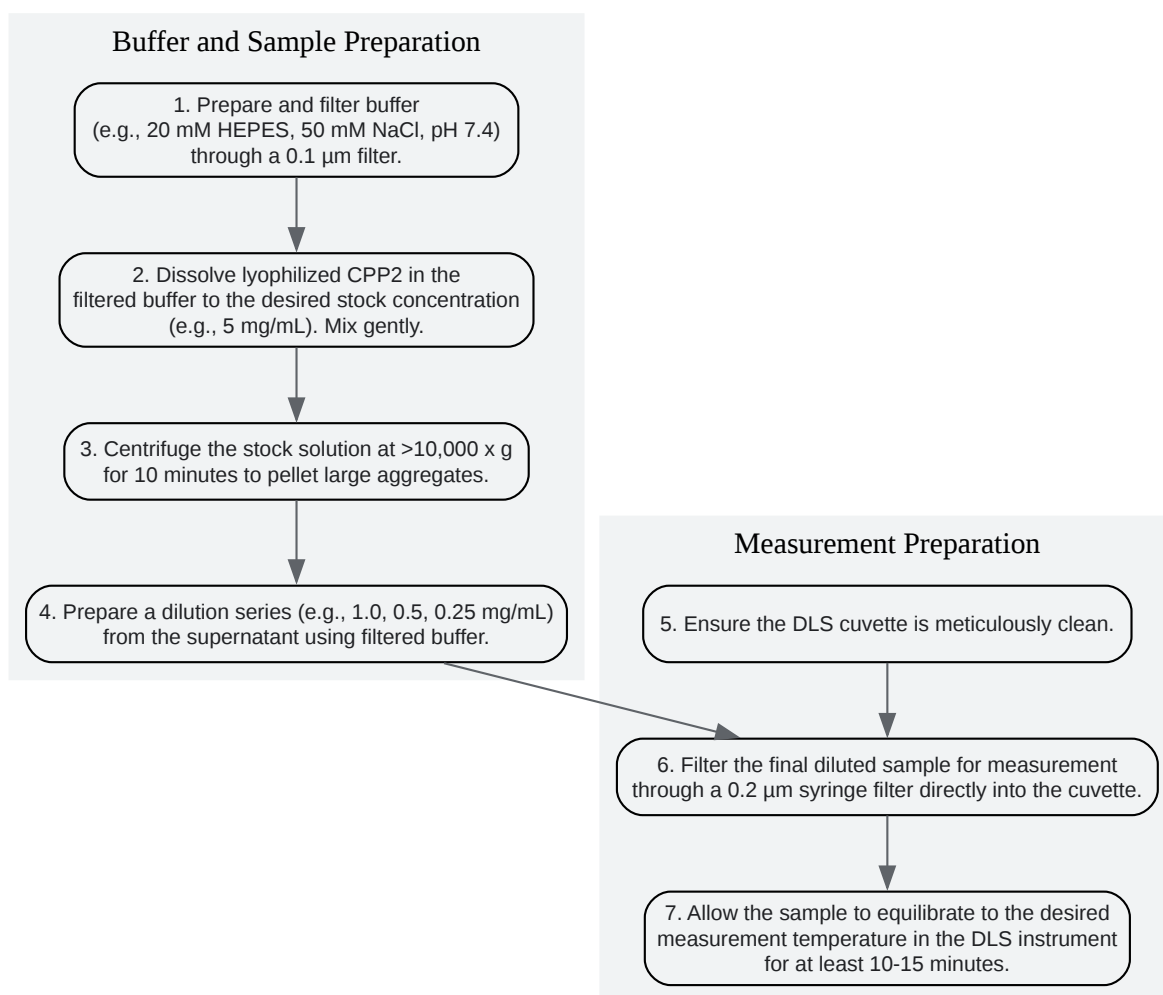 Buffer and Sample Preparation
1. Prepare and filter buffer
(e.g., 20 mM HEPES, 50 mM NaCl, pH 7.4)
through a 0.1 µm filter.
2. Dissolve lyophilized CPP2 in the
filtered buffer to the desired stock concentration
(e.g., 5 mg/mL). Mix gently.
3. Centrifuge the stock solution at >10,000 x g
for 10 minutes to pellet large aggregates.
4. Prepare a dilution series (e.g., 1.0, 0.5, 0.25 mg/mL)
from the supernatant using filtered buffer.
Measurement Preparation
5. Ensure the DLS cuvette is meticulously clean.
6. Filter the final diluted sample for measurement
through a 0.2 µm syringe filter directly into the cuvette.
7. Allow the sample to equilibrate to the desired
measurement temperature in the DLS instrument
for at least 10-15 minutes.